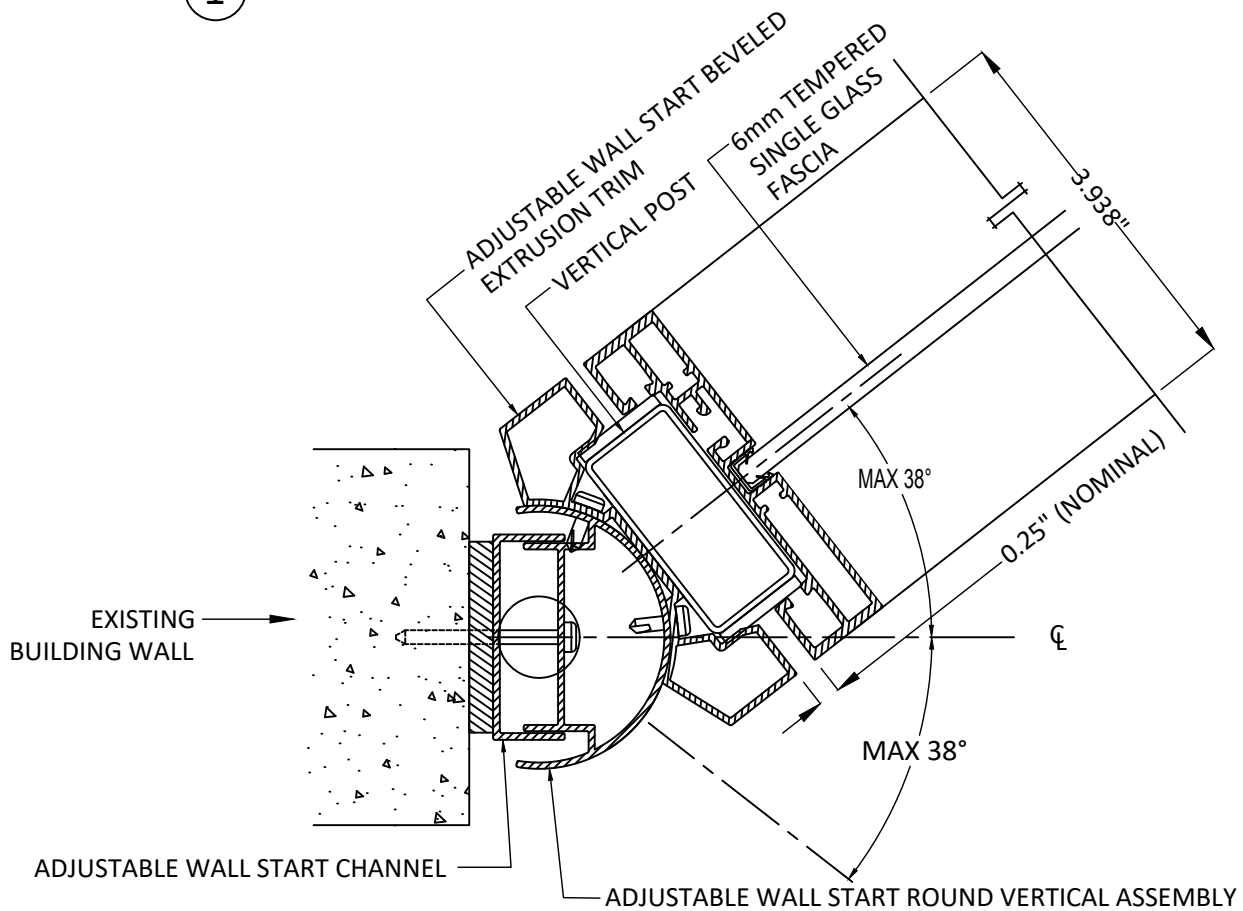 1
ADJUSTABLE WALL START BEVELED
EXTRUSION TRIM
VERTICAL POST
6mm TEMPERED
SINGLE GLASS
FASCIA
3.938"
MAX 38°
0.25" (NOMINAL)
℄
EXISTING
BUILDING WALL
MAX 38°
ADJUSTABLE WALL START CHANNEL
ADJUSTABLE WALL START ROUND VERTICAL ASSEMBLY